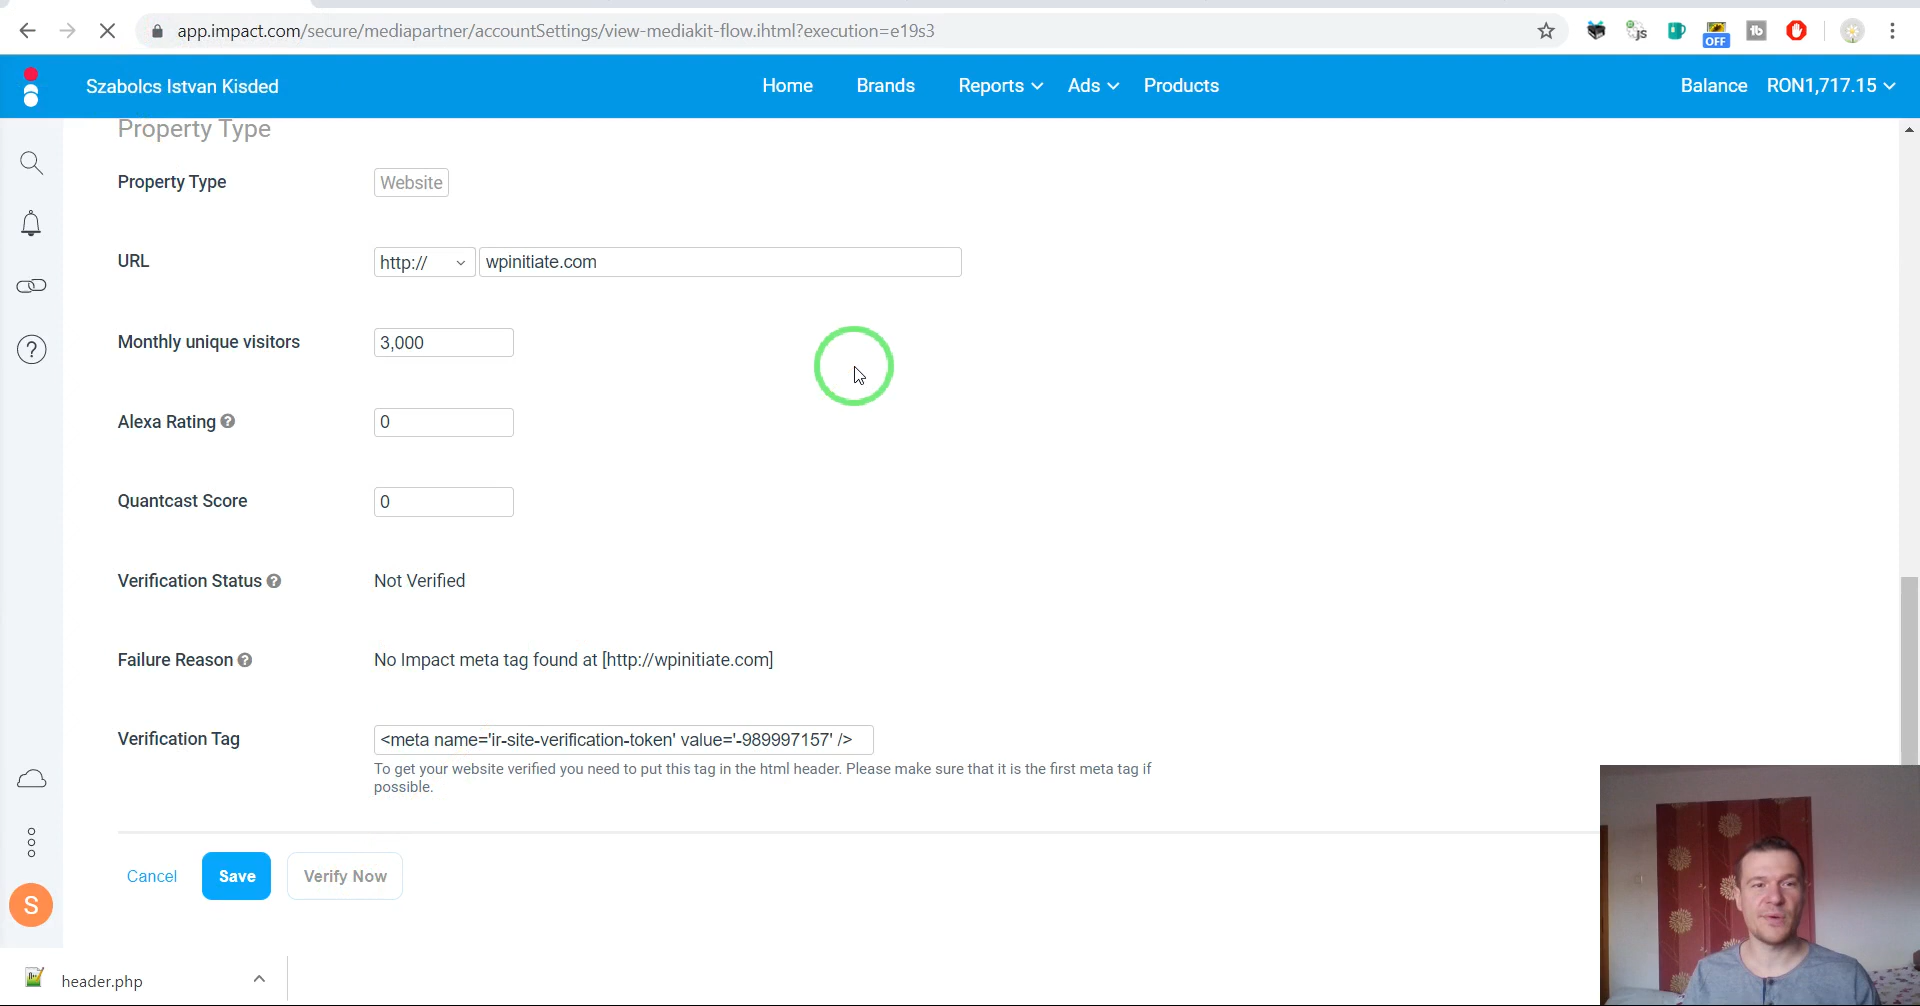 app.impact.com/secure/mediapartner/accountSettings/view-mediakit-flow.ihtml?execution=e19s3
JS
OFF
tb
Szabolcs Istvan Kisded
Home Brands Reports Ads Products
Balance RON1,717.15
Property Type
Property Type Website
URL http:// wpinitiate.com
Monthly unique visitors 3,000
Alexa Rating ? 0
Quantcast Score 0
Verification Status ? Not Verified
Failure Reason ? No Impact meta tag found at [http://wpinitiate.com]
Verification Tag <meta name='ir-site-verification-token' value='-989997157' />
To get your website verified you need to put this tag in the html header. Please make sure that it is the first meta tag if
possible.
Cancel Save Verify Now
S
header.php